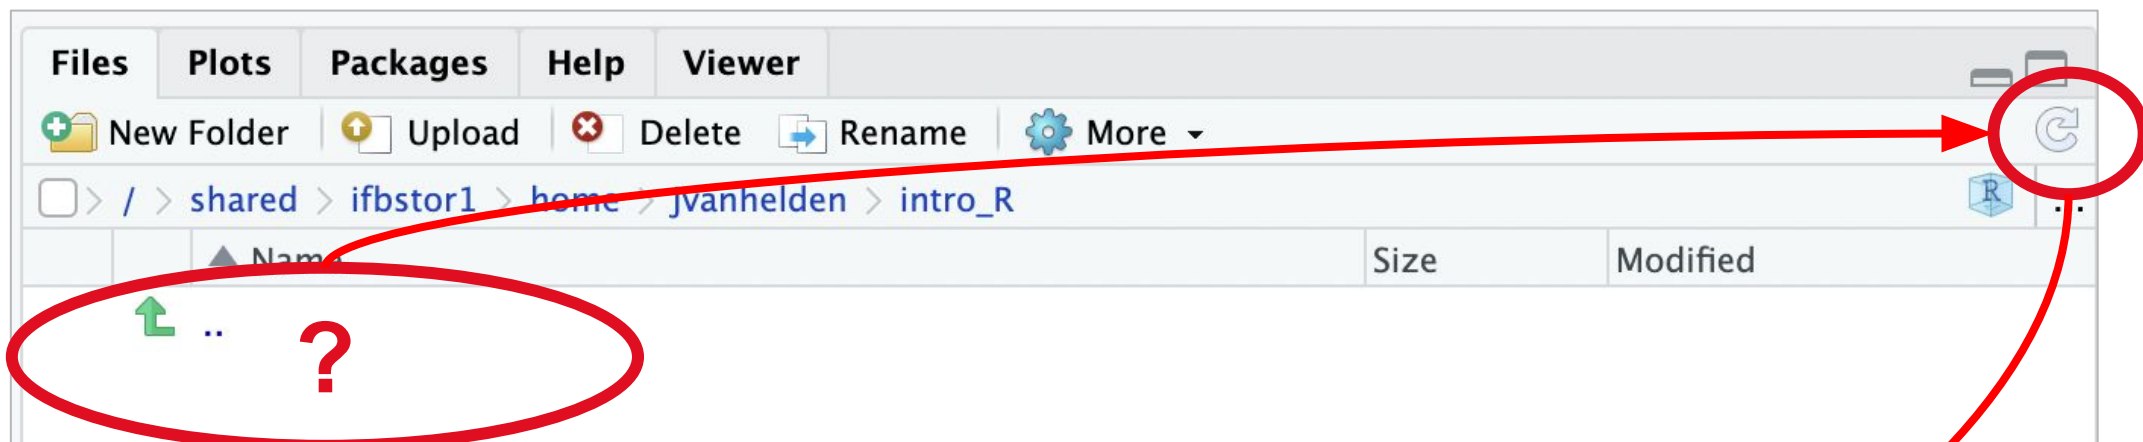 Files Plots Packages Help Viewer
New Folder Upload Delete Rename More
/ shared ifbstor1 home jvanhelden intro_R R ...
Name Size Modified
.. ?